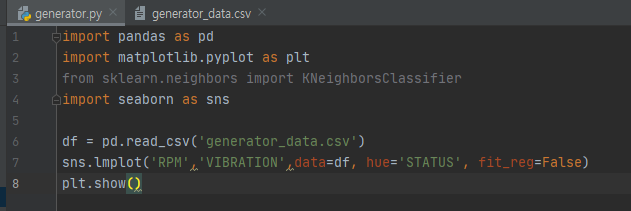 generator.py × generator_data.csv ×
1 import pandas as pd
2 import matplotlib.pyplot as plt
3 from sklearn.neighbors import KNeighborsClassifier
4 import seaborn as sns
5
6 df = pd.read_csv('generator_data.csv')
7 sns.lmplot('RPM','VIBRATION',data=df, hue='STATUS', fit_reg=False)
8 plt.show()